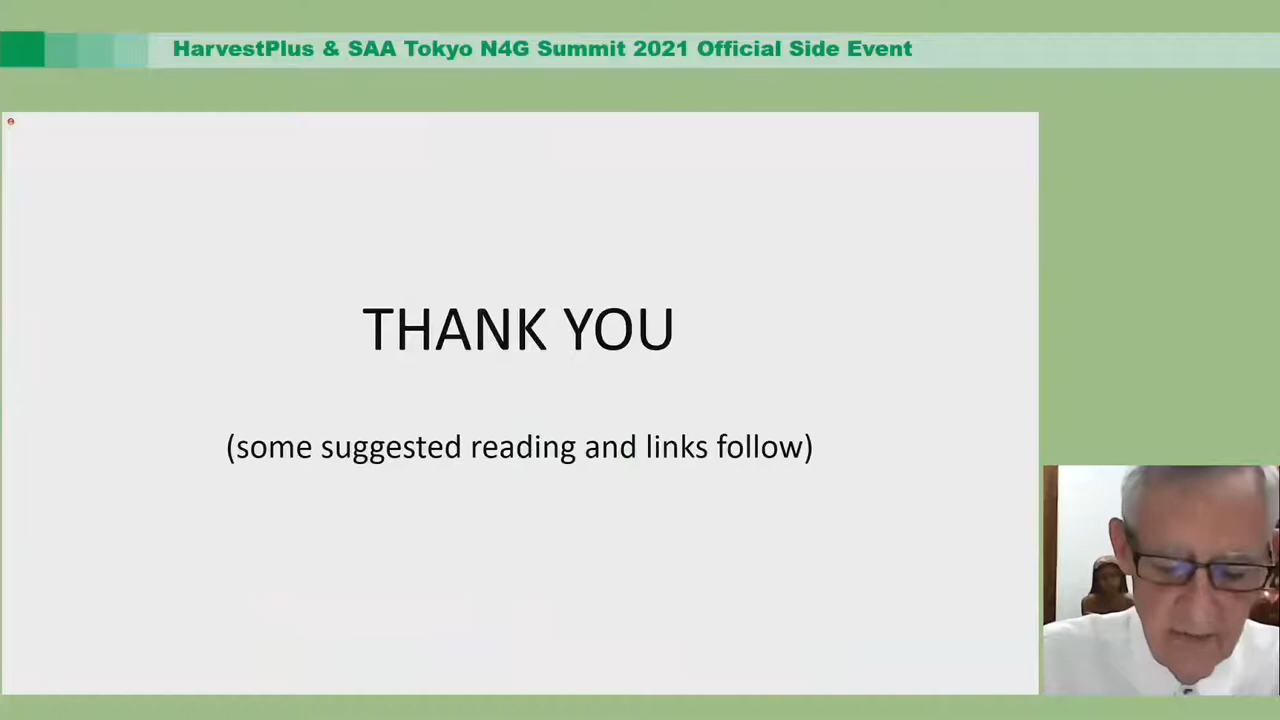 HarvestPlus & SAA Tokyo N4G Summit 2021 Official Side Event
THANK YOU
(some suggested reading and links follow)